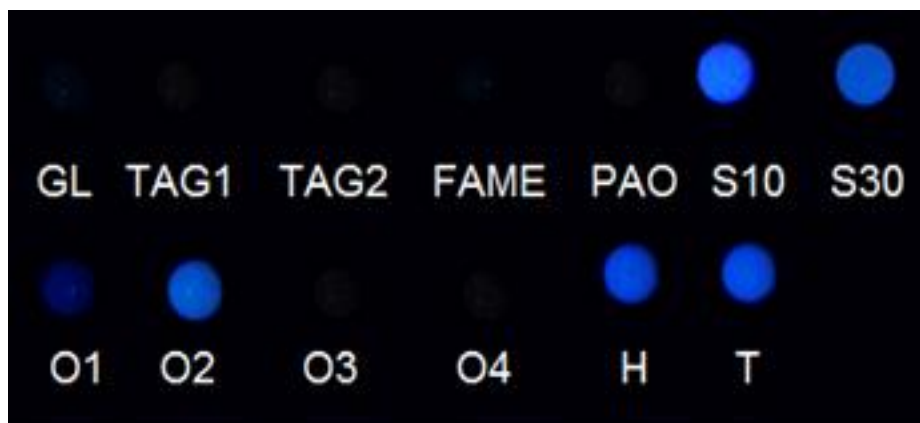 GL TAG1 TAG2 FAME PAO S10 S30
O1 O2 O3 O4 H T